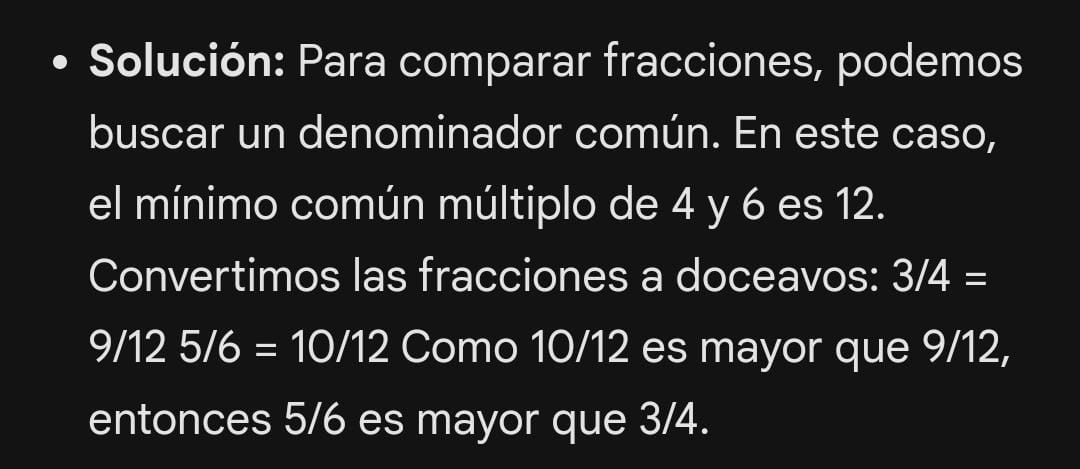 • Solución: Para comparar fracciones, podemos
buscar un denominador común. En este caso,
el mínimo común múltiplo de 4 y 6 es 12.
Convertimos las fracciones a doceavos: 3/4 =
9/12 5/6 = 10/12 Como 10/12 es mayor que 9/12,
entonces 5/6 es mayor que 3/4.